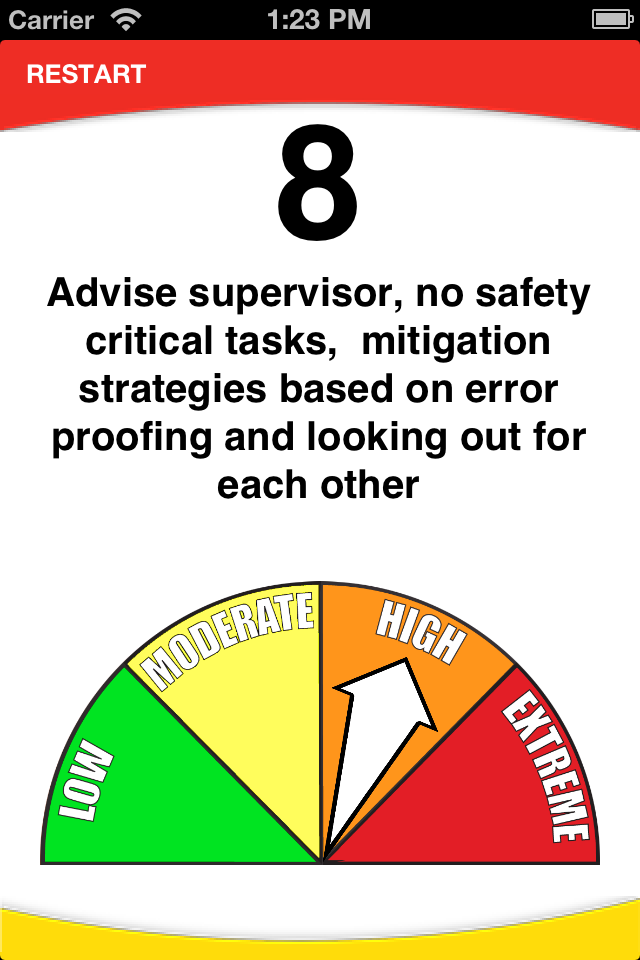 Carrier 1:23 PM
RESTART
8
Advise supervisor, no safety
critical tasks,  mitigation
strategies based on error
proofing and looking out for
each other
LOW
MODERATE
HIGH
EXTREME